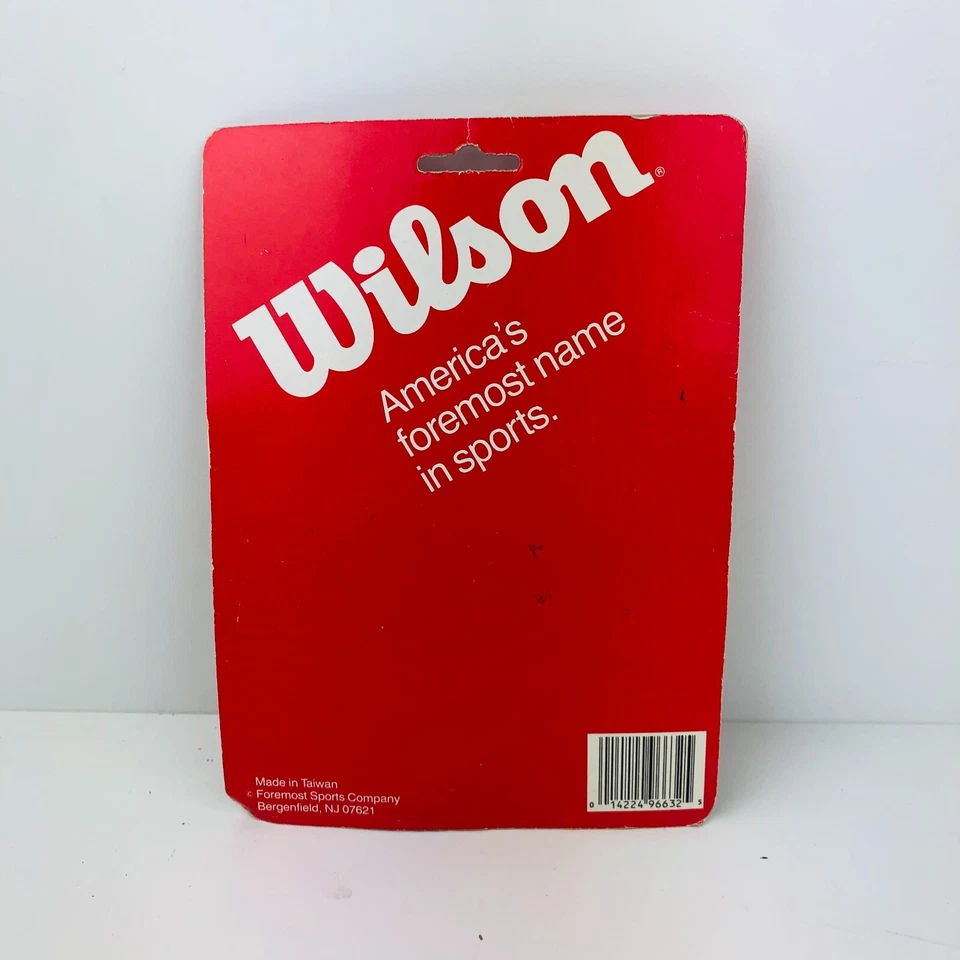 Wilson®
America's
foremost name
in sports.
Made in Taiwan
© Foremost Sports Company
Bergenfield, NJ 07621
0 14224 96632 5